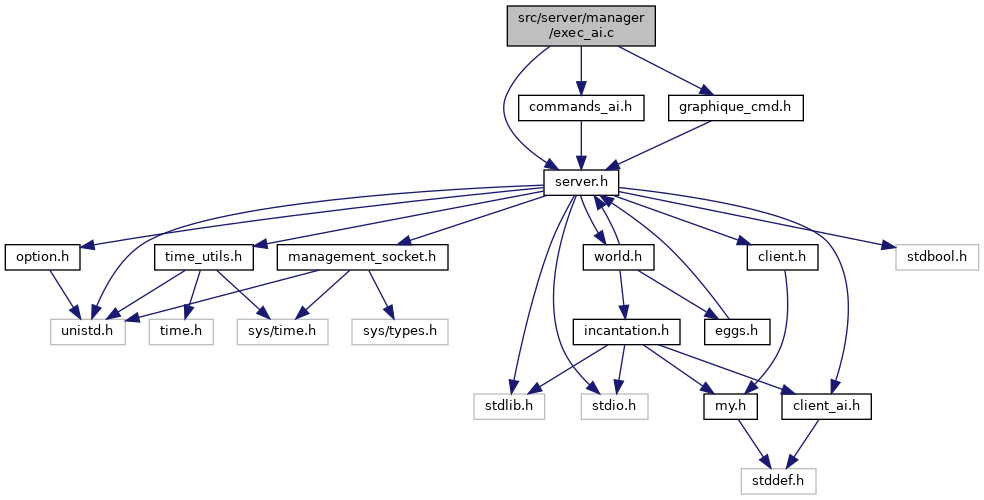 src/server/manager
/exec_ai.c
commands_ai.h
graphique_cmd.h
server.h
option.h
time_utils.h
management_socket.h
world.h
client.h
stdbool.h
unistd.h
time.h
sys/time.h
sys/types.h
incantation.h
eggs.h
stdlib.h
stdio.h
my.h
client_ai.h
stddef.h